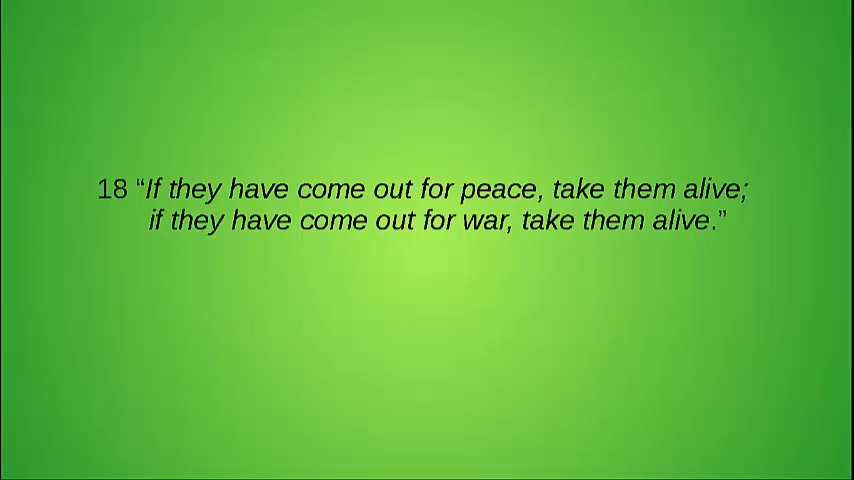 18 “If they have come out for peace, take them alive;
if they have come out for war, take them alive.”